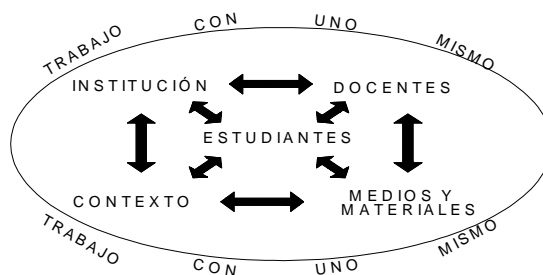 TRABAJO CON UNO MISMO
INSTITUCIÓN DOCENTES
ESTUDIANTES
CONTEXTO MEDIOS Y
MATERIALES
TRABAJO CON UNO MISMO